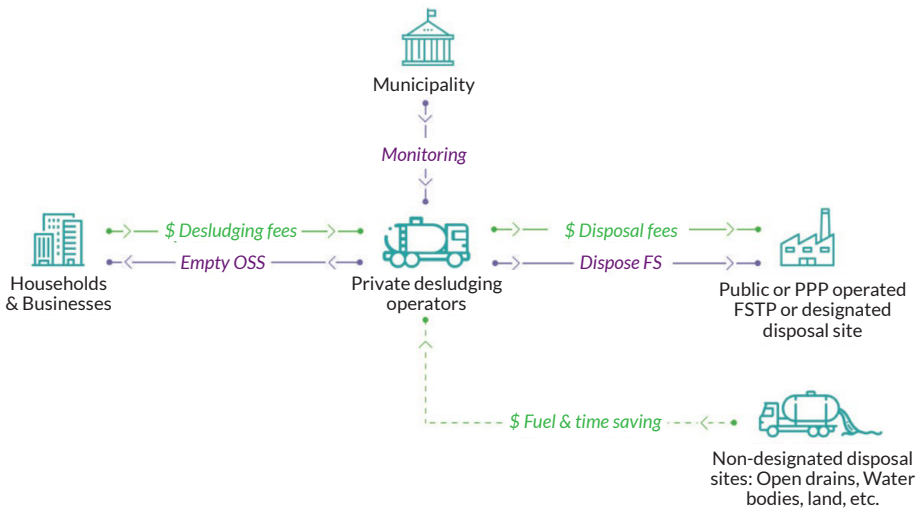 Municipality
Monitoring
$ Desludging fees
$ Disposal fees
Empty OSS
Dispose FS
Households
& Businesses
Private desludging
operators
Public or PPP operated
FSTP or designated
disposal site
$ Fuel & time saving
Non-designated disposal
sites: Open drains, Water
bodies, land, etc.